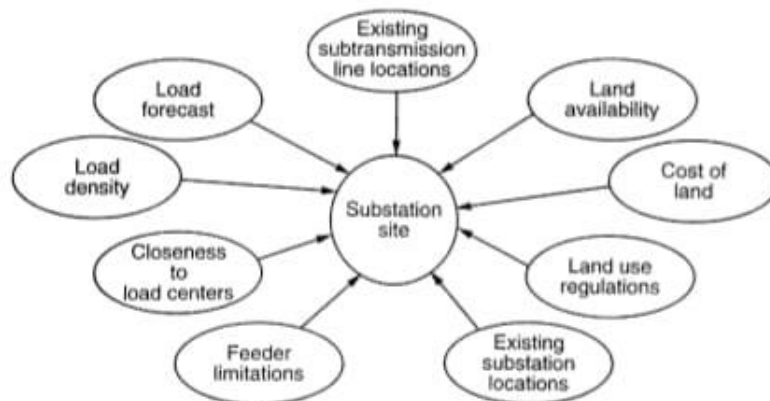 Existing
subtransmission
line locations
Load
forecast
Land
availability
Load
density
Cost of
land
Substation
site
Closeness
to
load centers
Land use
regulations
Feeder
limitations
Existing
substation
locations